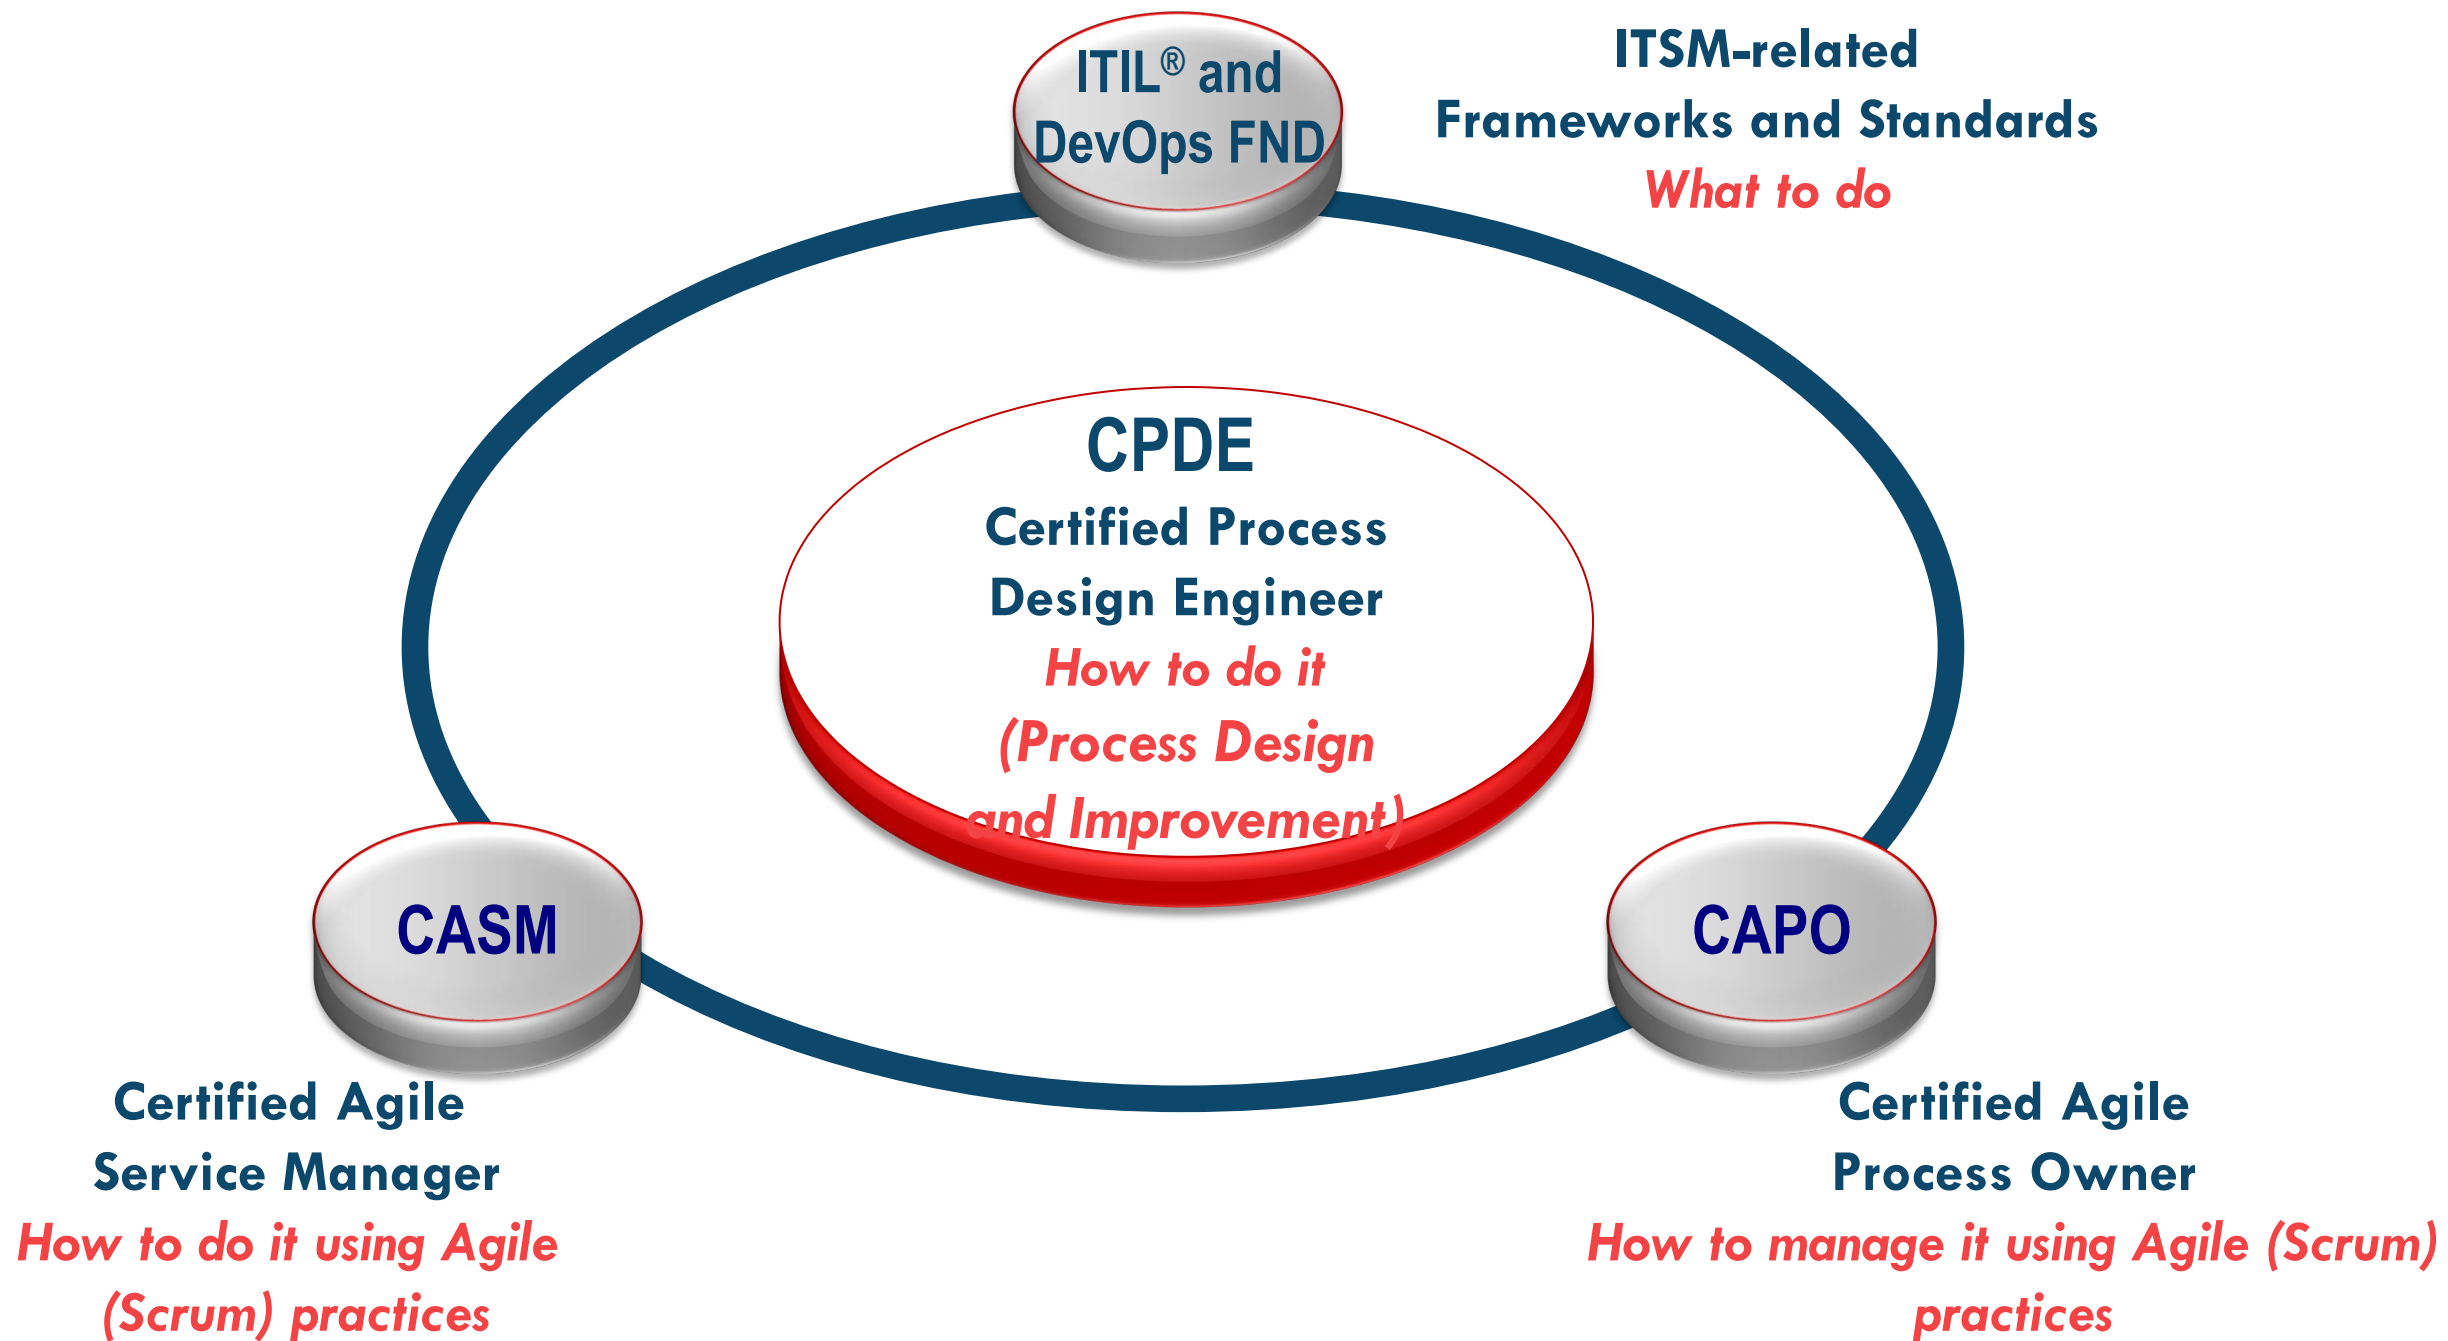 ITIL® and
DevOps FND
ITSM-related
Frameworks and Standards
What to do
CPDE
Certified Process
Design Engineer
How to do it
(Process Design
and Improvement)
CASM
Certified Agile
Service Manager
How to do it using Agile
(Scrum) practices
CAPO
Certified Agile
Process Owner
How to manage it using Agile (Scrum)
practices